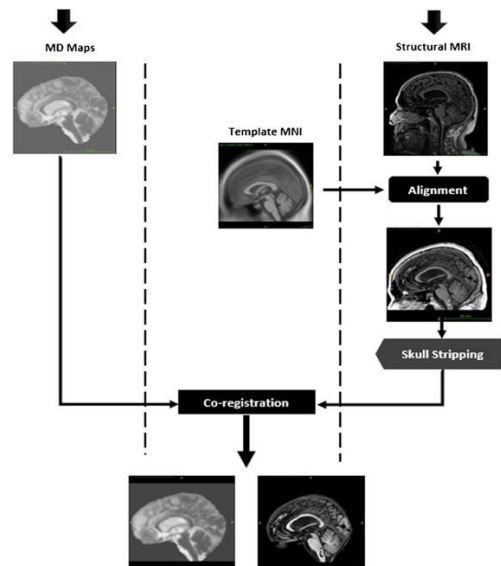 MD Maps
Structural MRI
Template MNI
Alignment
Skull Stripping
Co-registration